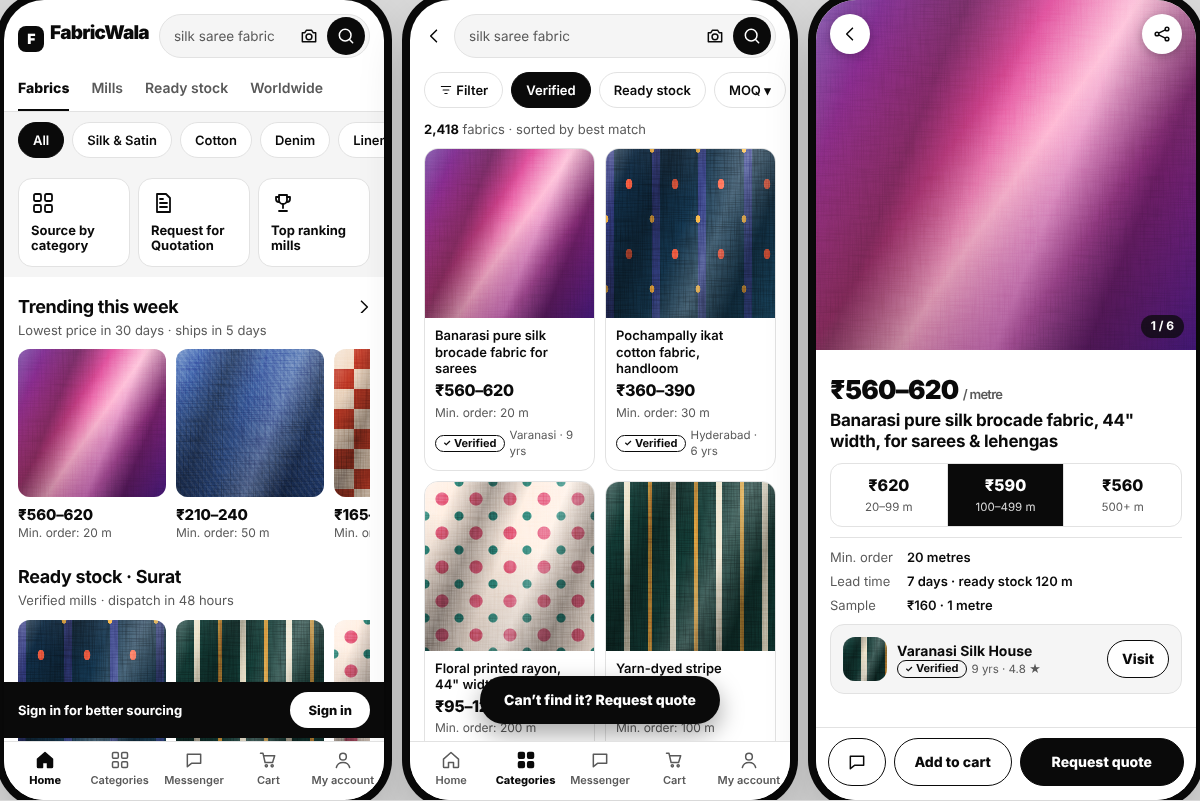 F
FabricWala
silk saree fabric
Fabrics
Mills
Ready stock
Worldwide
All
Silk & Satin
Cotton
Denim
Linen
Source by
category
Request for
Quotation
Top ranking
mills
Trending this week
Lowest price in 30 days · ships in 5 days
₹560–620
Min. order: 20 m
₹210–240
Min. order: 50 m
₹165-
Min. o
Ready stock · Surat
Verified mills · dispatch in 48 hours
Sign in for better sourcing
Sign in
Home
Categories
Messenger
Cart
My account
silk saree fabric
Filter
Verified
Ready stock
MOQ ▾
2,418 fabrics · sorted by best match
Banarasi pure silk
brocade fabric for
sarees
₹560–620
Min. order: 20 m
✓ Verified
Varanasi · 9
yrs
Pochampally ikat
cotton fabric,
handloom
₹360–390
Min. order: 30 m
✓ Verified
Hyderabad ·
6 yrs
Floral printed rayon,
44" widt
₹95–12
Min. order: 200 m
Yarn-dyed stripe
Min. order: 100 m
Can’t find it? Request quote
Home
Categories
Messenger
Cart
My account
1 / 6
₹560–620 / metre
Banarasi pure silk brocade fabric, 44"
width, for sarees & lehengas
₹620
20–99 m
₹590
100–499 m
₹560
500+ m
Min. order 20 metres
Lead time 7 days · ready stock 120 m
Sample ₹160 · 1 metre
Varanasi Silk House
✓ Verified 9 yrs · 4.8 ★
Visit
Add to cart
Request quote